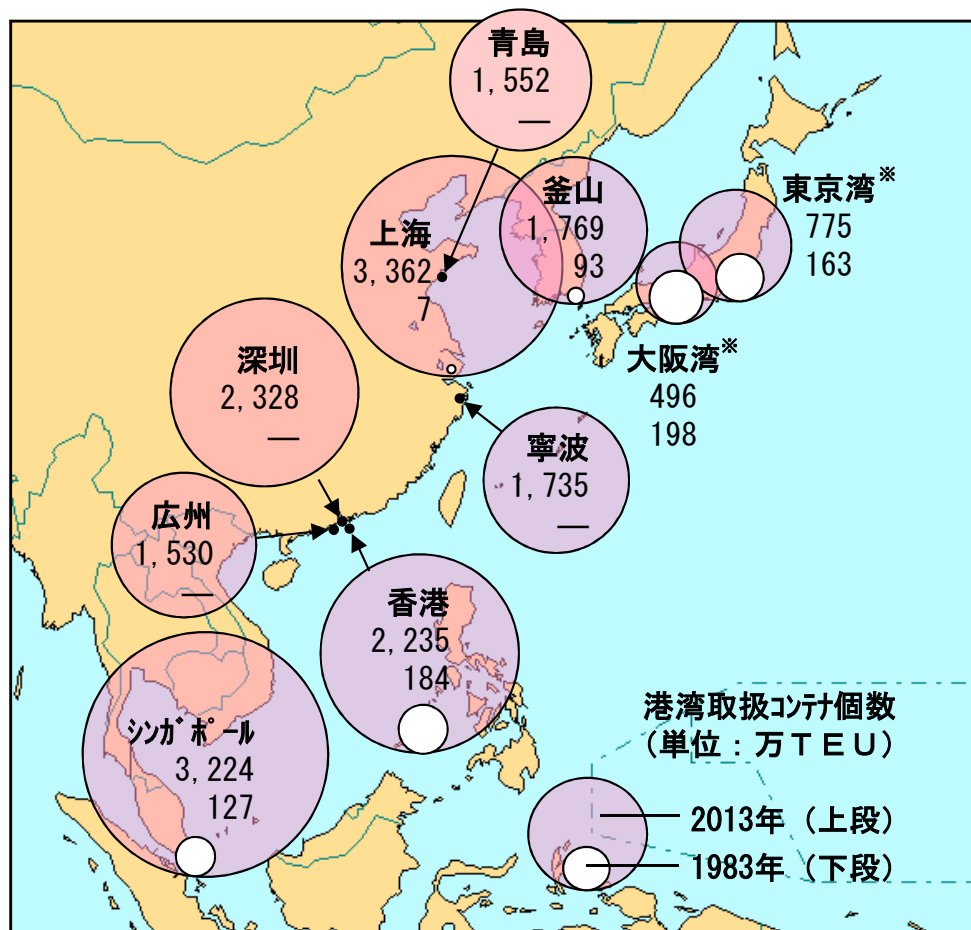 青島
1,552
―
上海
3,362
7
釜山
1,769
93
東京湾※
775
163
大阪湾※
496
198
深圳
2,328
―
寧波
1,735
―
広州
1,530
―
香港
2,235
184
ｼﾝｶﾞﾎﾟｰﾙ
3,224
127
港湾取扱ｺﾝﾃﾅ個数
（単位：万ＴＥＵ）
2013年（上段）
1983年（下段）